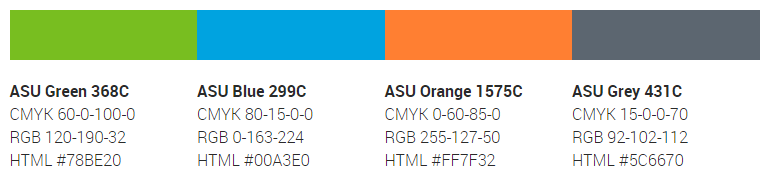 ASU Green 368C
CMYK 60-0-100-0
RGB 120-190-32
HTML #78BE20
ASU Blue 299C
CMYK 80-15-0-0
RGB 0-163-224
HTML #00A3E0
ASU Orange 1575C
CMYK 0-60-85-0
RGB 255-127-50
HTML #FF7F32
ASU Grey 431C
CMYK 15-0-0-70
RGB 92-102-112
HTML #5C6670